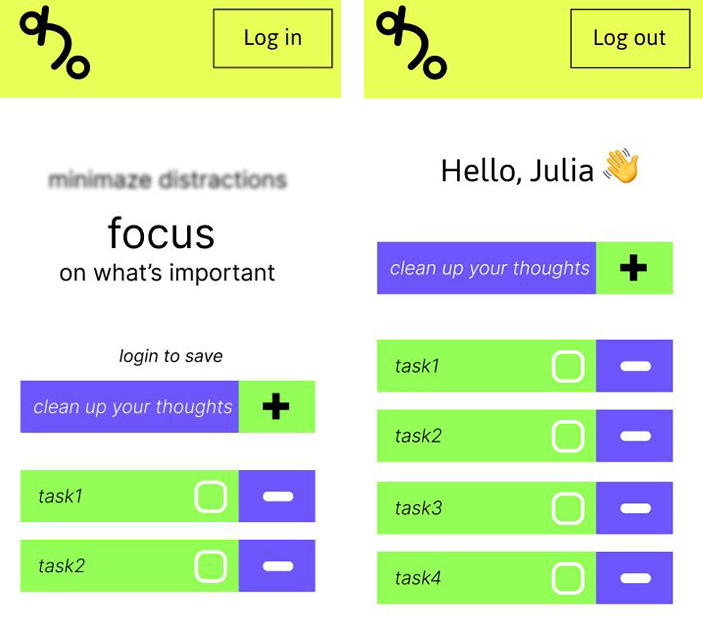 Log in
minimaze distractions
focus
on what’s important
login to save
clean up your thoughts
task1
task2
Log out
Hello, Julia 👋
clean up your thoughts
task1
task2
task3
task4